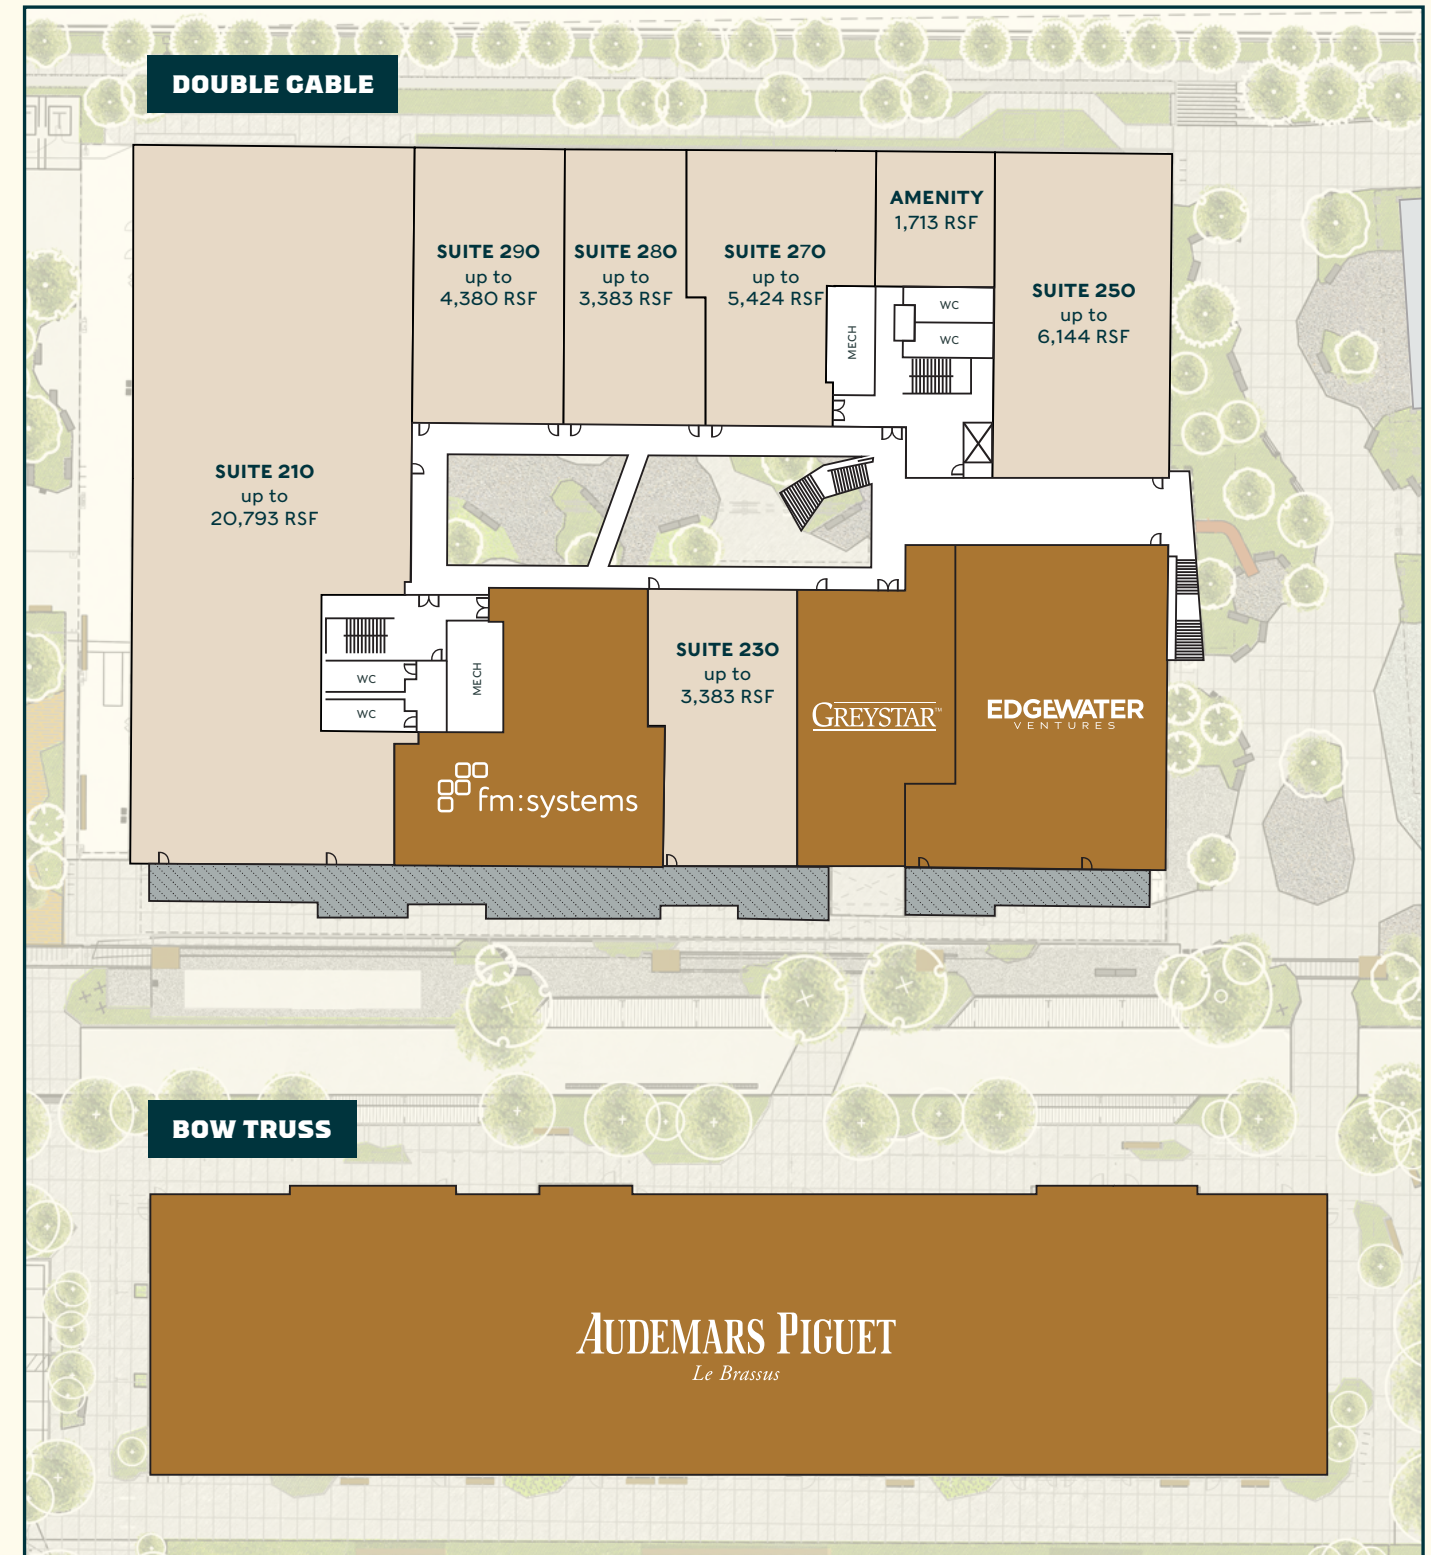 DOUBLE GABLE
SUITE 290
up to
4,380 RSF
SUITE 280
up to
3,383 RSF
SUITE 270
up to
5,424 RSF
AMENITY
1,713 RSF
SUITE 250
up to
6,144 RSF
MECH
WC
WC
SUITE 210
up to
20,793 RSF
WC
WC
MECH
SUITE 230
up to
3,383 RSF
GREYSTAR™
EDGEWATER
VENTURES
fm:systems
BOW TRUSS
AUDEMARS PIGUET
Le Brassus